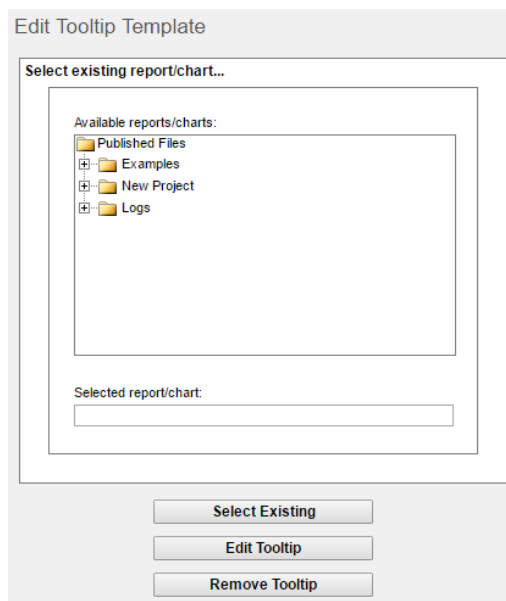 Edit Tooltip Template
Select existing report/chart...
Available reports/charts:
Published Files
Examples
New Project
Logs
Selected report/chart:
Select Existing
Edit Tooltip
Remove Tooltip